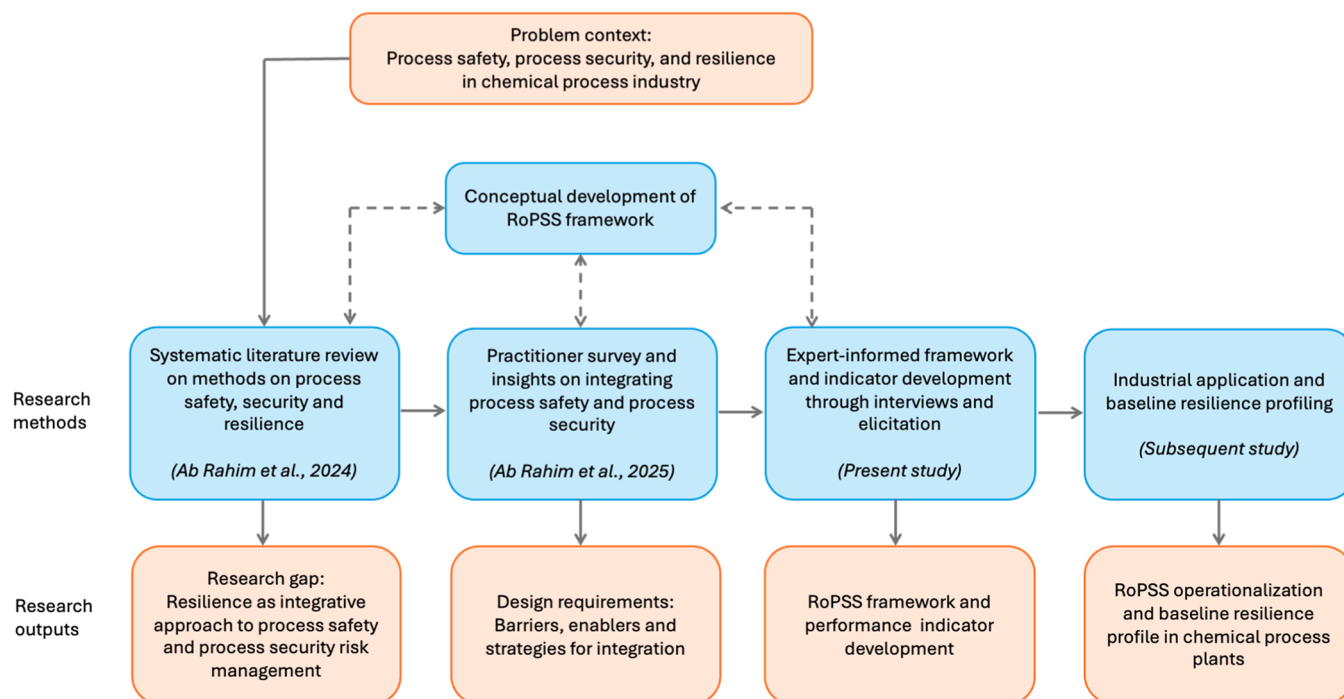 Problem context:
Process safety, process security, and resilience
in chemical process industry
Conceptual development of
RoPSS framework
Research
methods
Systematic literature review
on methods on process
safety, security and
resilience
(Ab Rahim et al., 2024)
Practitioner survey and
insights on integrating
process safety and process
security
(Ab Rahim et al., 2025)
Expert-informed framework
and indicator development
through interviews and
elicitation
(Present study)
Industrial application and
baseline resilience profiling
(Subsequent study)
Research
outputs
Research gap:
Resilience as integrative
approach to process safety
and process security risk
management
Design requirements:
Barriers, enablers and
strategies for integration
RoPSS framework and
performance indicator
development
RoPSS operationalization
and baseline resilience
profile in chemical process
plants